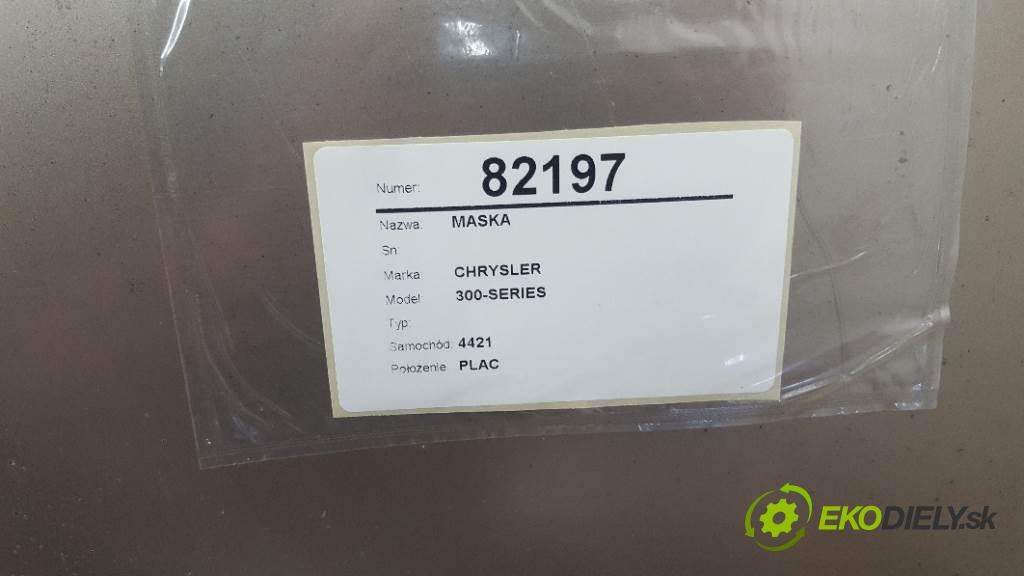 Numer: 82197
Nazwa: MASKA
Sn:
Marka: CHRYSLER
Model: 300-SERIES
Typ:
Samochód: 4421
Położenie: PLAC
EKODIELY.sk